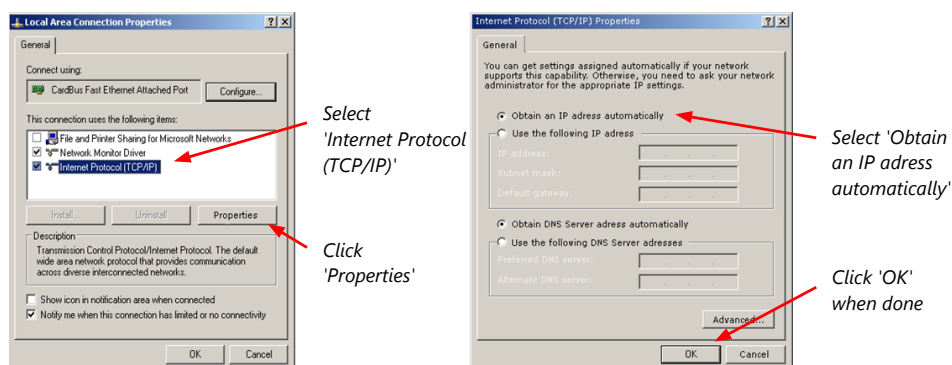 Local Area Connection Properties
General
Connect using:
CardBus Fast Ethernet Attached Port
Configure...
This connection uses the following items:
File and Printer Sharing for Microsoft Networks
Network Monitor Driver
Internet Protocol (TCP/IP)
Install...
Uninstall
Properties
Description
Transmission Control Protocol/Internet Protocol. The default
wide area network protocol that provides communication
across diverse interconnected networks.
Show icon in notification area when connected
Notify me when this connection has limited or no connectivity
OK
Cancel
Select
'Internet Protocol
(TCP/IP)'
Click
'Properties'
Internet Protocol (TCP/IP) Properties
General
You can get settings assigned automatically if your network
supports this capability. Otherwise, you need to ask your network
administrator for the appropriate IP settings.
Obtain an IP adress automatically
Use the following IP adress
IP address:
Subnet mask:
Default gateway:
Obtain DNS Server adress automatically
Use the following DNS Server adresses
Preferred DNS server:
Alternate DNS server:
Advanced...
OK
Cancel
Select 'Obtain
an IP adress
automatically'
Click 'OK'
when done